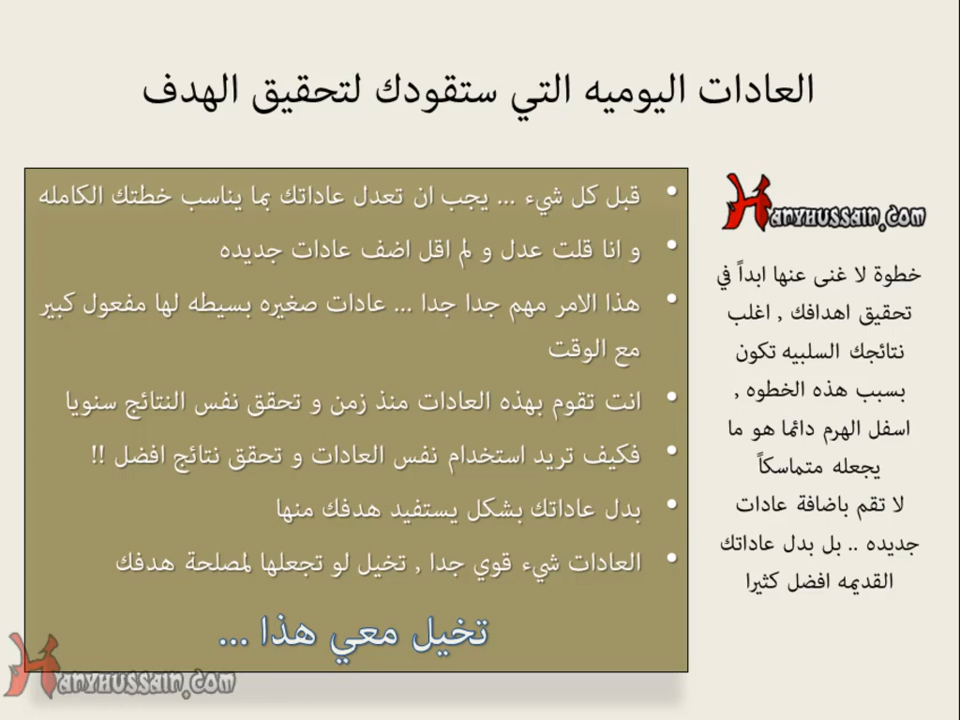 العادات اليوميه التي ستقودك لتحقيق الهدف
• قبل كل شيء ... يجب ان تعدل عاداتك بما يناسب خطتك الكامله
• و انا قلت عدل و لم اقل اضف عادات جديده
• هذا الامر مهم جدا جدا ... عادات صغيره بسيطه لها مفعول كبير
مع الوقت
• انت تقوم بهذه العادات منذ زمن و تحقق نفس النتائج سنويا
• فكيف تريد استخدام نفس العادات و تحقق نتائج افضل !!
• بدل عاداتك بشكل يستفيد هدفك منها
• العادات شيء قوي جدا , تخيل لو تجعلها لمصلحة هدفك
تخيل معي هذا ...
HANYHUSSAIN.COM
خطوة لا غنى عنها ابداً في
تحقيق اهدافك , اغلب
نتائجك السلبيه تكون
بسبب هذه الخطوه ,
اسفل الهرم دائما هو ما
يجعله متماسكاً
لا تقم باضافة عادات
جديده .. بل بدل عاداتك
القديمه افضل كثيرا
HANYHUSSAIN.COM